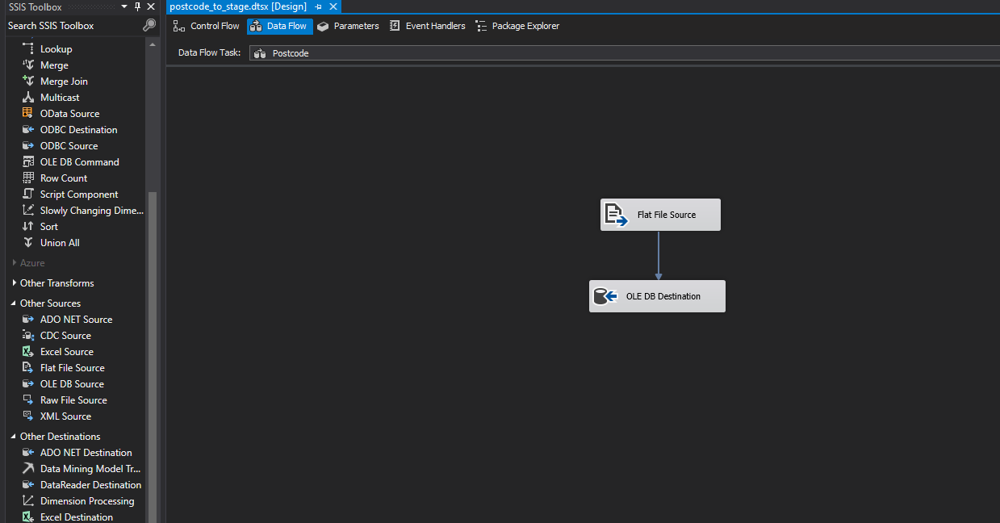 SSIS Toolbox
Search SSIS Toolbox
Lookup
Merge
Merge Join
Multicast
OData Source
ODBC Destination
ODBC Source
OLE DB Command
Row Count
Script Component
Slowly Changing Dime...
Sort
Union All
Azure
Other Transforms
Other Sources
ADO NET Source
CDC Source
Excel Source
Flat File Source
OLE DB Source
Raw File Source
XML Source
Other Destinations
ADO NET Destination
Data Mining Model Tr...
DataReader Destination
Dimension Processing
Excel Destination
postcode_to_stage.dtsx [Design]
Control Flow Data Flow Parameters Event Handlers Package Explorer
Data Flow Task: Postcode
Flat File Source
OLE DB Destination